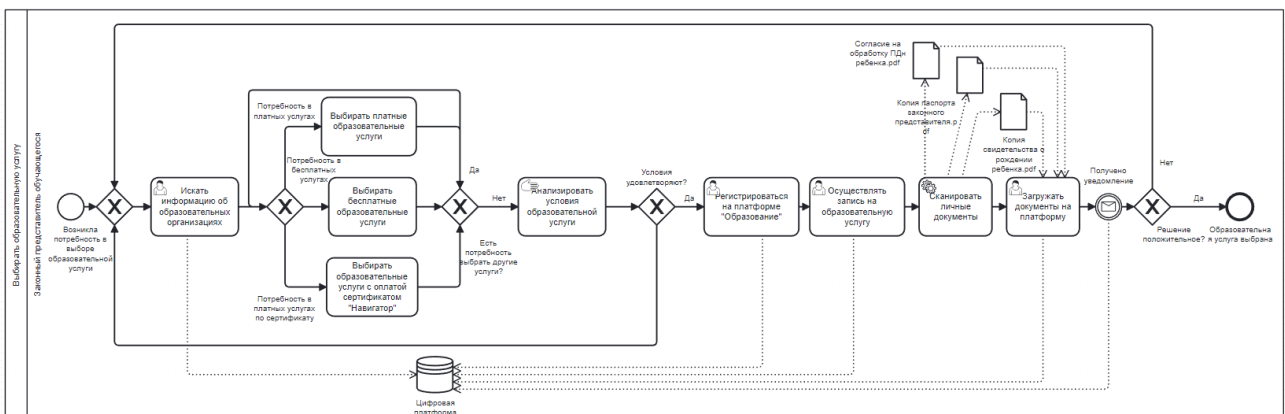 Выбирать образовательную услугу
Законный представитель обучающегося
Возникла
потребность в
выборе
образовательной
услуги
Искать
информацию об
образовательных
организациях
Потребность в
платных услугах
Выбирать платные
образовательные
услуги
Потребность в
бесплатных
услугах
Выбирать
бесплатные
образовательные
услуги
Потребность в
платных услугах
по сертификату
Выбирать
образовательные
услуги с оплатой
сертификатом
"Навигатор"
Да
Нет
Есть
потребность
выбрать другие
услуги?
Анализировать
условия
образовательной
услуги
Условия
удовлетворяют?
Да
Регистрироваться
на платформе
"Образование"
Осуществлять
запись на
образовательную
услугу
Сканировать
личные
документы
Согласие на
обработку ПДн
ребенка.pdf
Копия паспорта
законного
представителя.p
df
Копия
свидетельства о
рождении
ребенка.pdf
Загружать
документы на
платформу
Получено
уведомление
Нет
Да
Решение
положительное?
Образовательна
я услуга выбрана
Цифровая
платформа